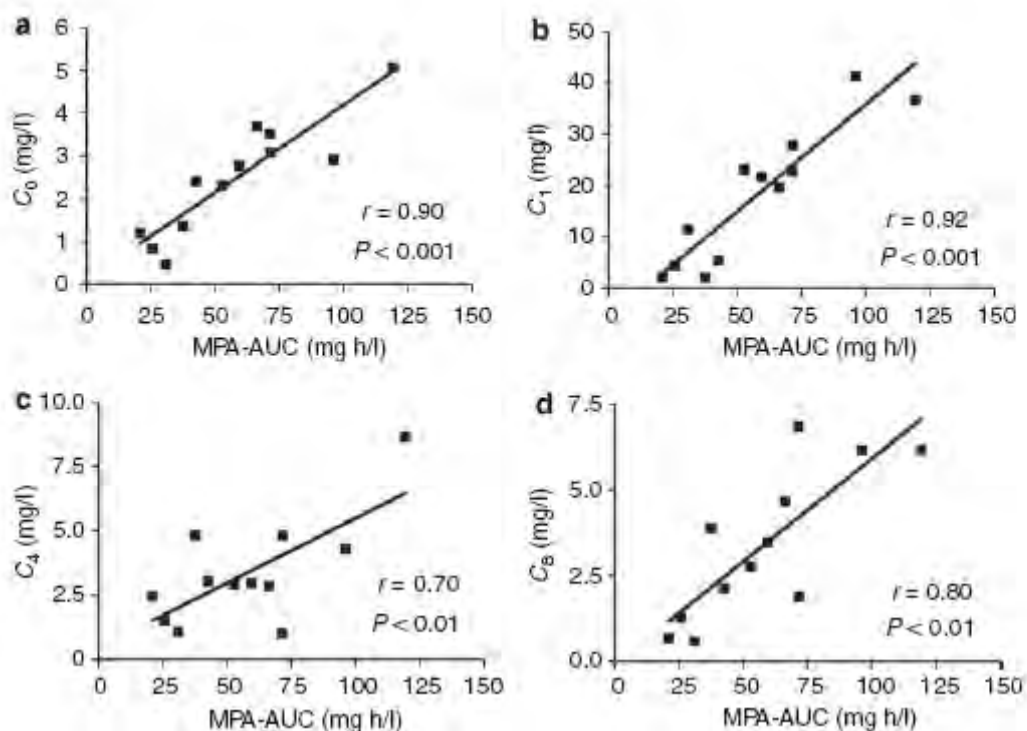 a
6
5
4
3
2
1
0
C₀ (mg/l)
r = 0.90
P < 0.001
0 25 50 75 100 125 150
MPA-AUC (mg h/l)
b
50
40
30
20
10
0
C₁ (mg/l)
r = 0.92
P < 0.001
0 25 50 75 100 125 150
MPA-AUC (mg h/l)
c
10.0
7.5
5.0
2.5
0
C₄ (mg/l)
r = 0.70
P < 0.01
0 25 50 75 100 125 150
MPA-AUC (mg h/l)
d
7.5
5.0
2.5
0.0
C₈ (mg/l)
r = 0.80
P < 0.01
0 25 50 75 100 125 150
MPA-AUC (mg h/l)